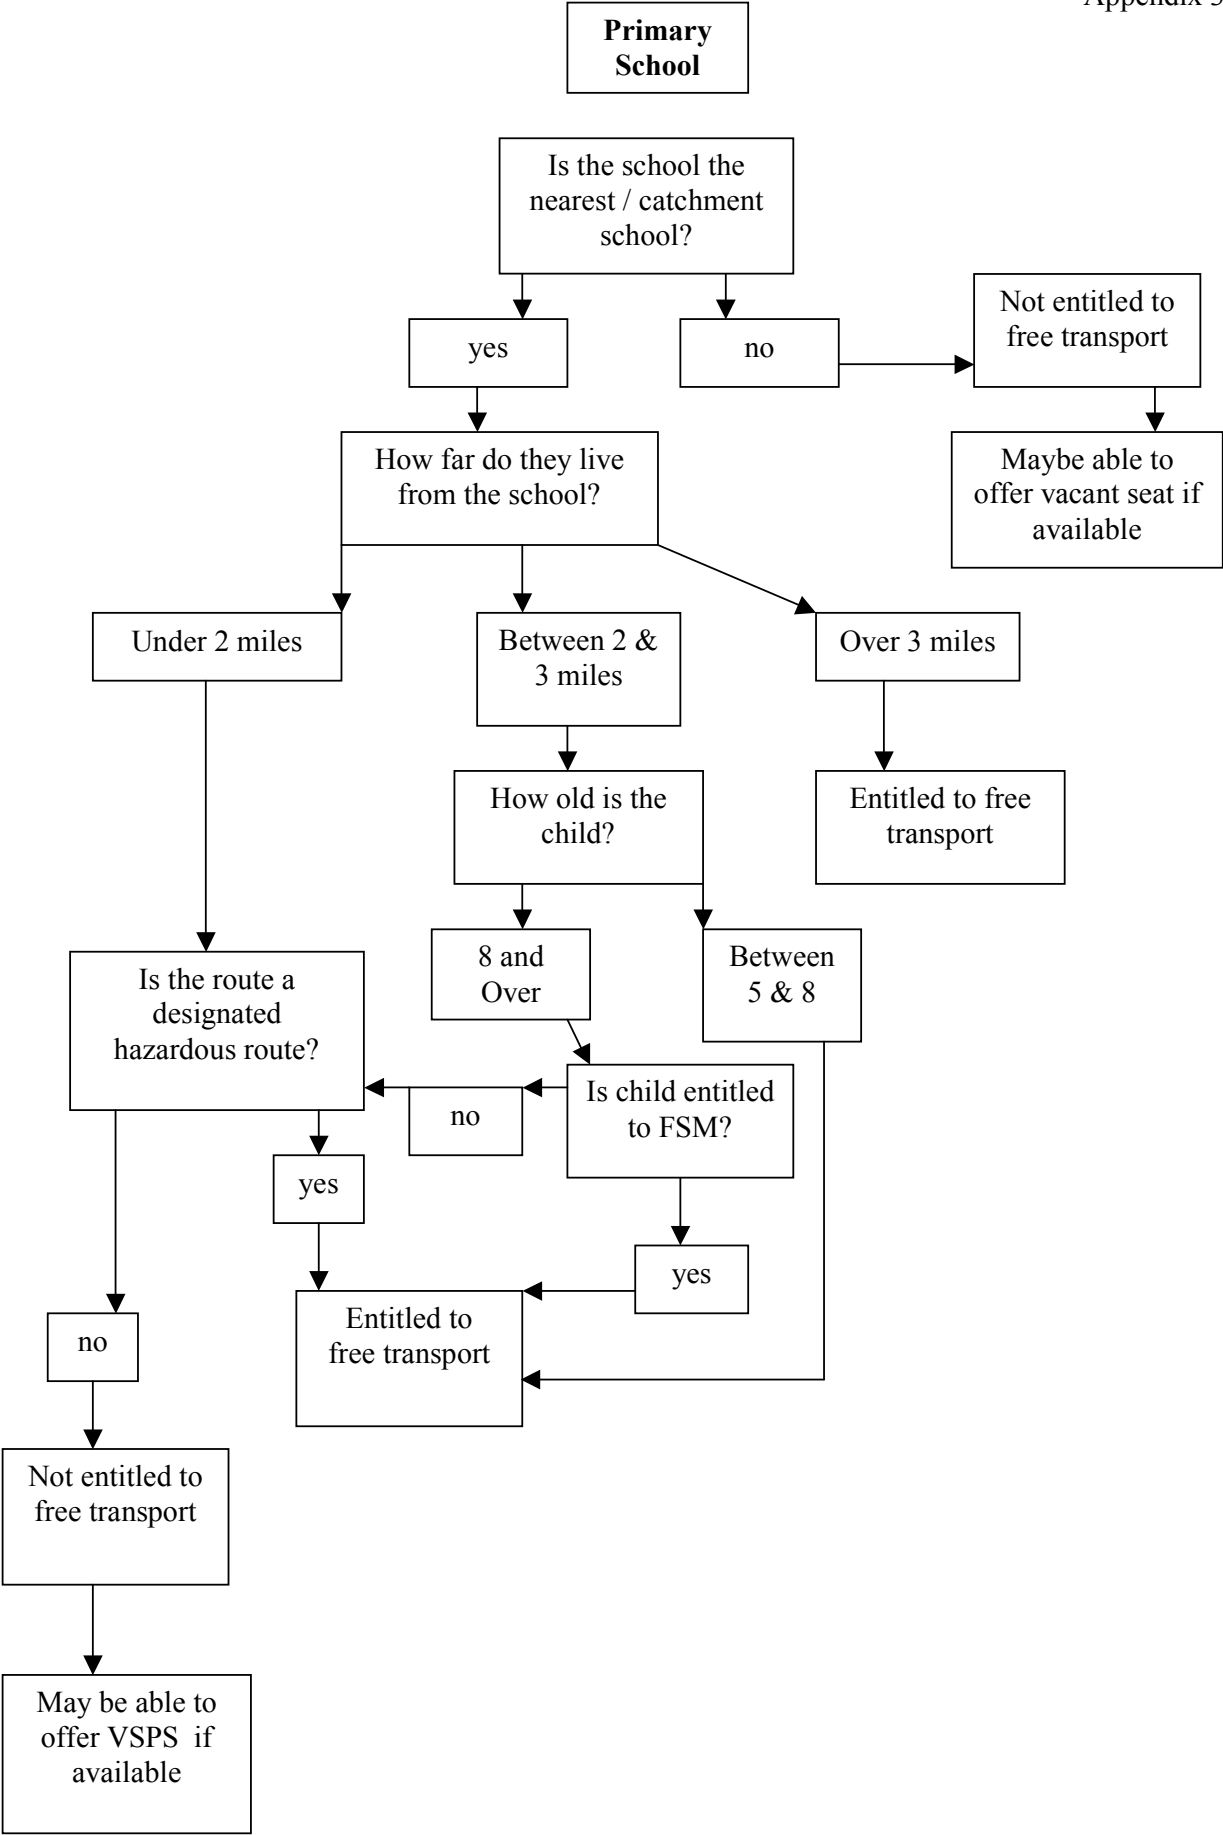 Appendix 3
Primary
School
Is the school the
nearest / catchment
school?
yes
no
Not entitled to
free transport
Maybe able to
offer vacant seat if
available
How far do they live
from the school?
Under 2 miles
Between 2 &
3 miles
Over 3 miles
How old is the
child?
Entitled to free
transport
8 and
Over
Between
5 & 8
Is the route a
designated
hazardous route?
Is child entitled
to FSM?
no
yes
yes
Entitled to
free transport
no
Not entitled to
free transport
May be able to
offer VSPS  if
available